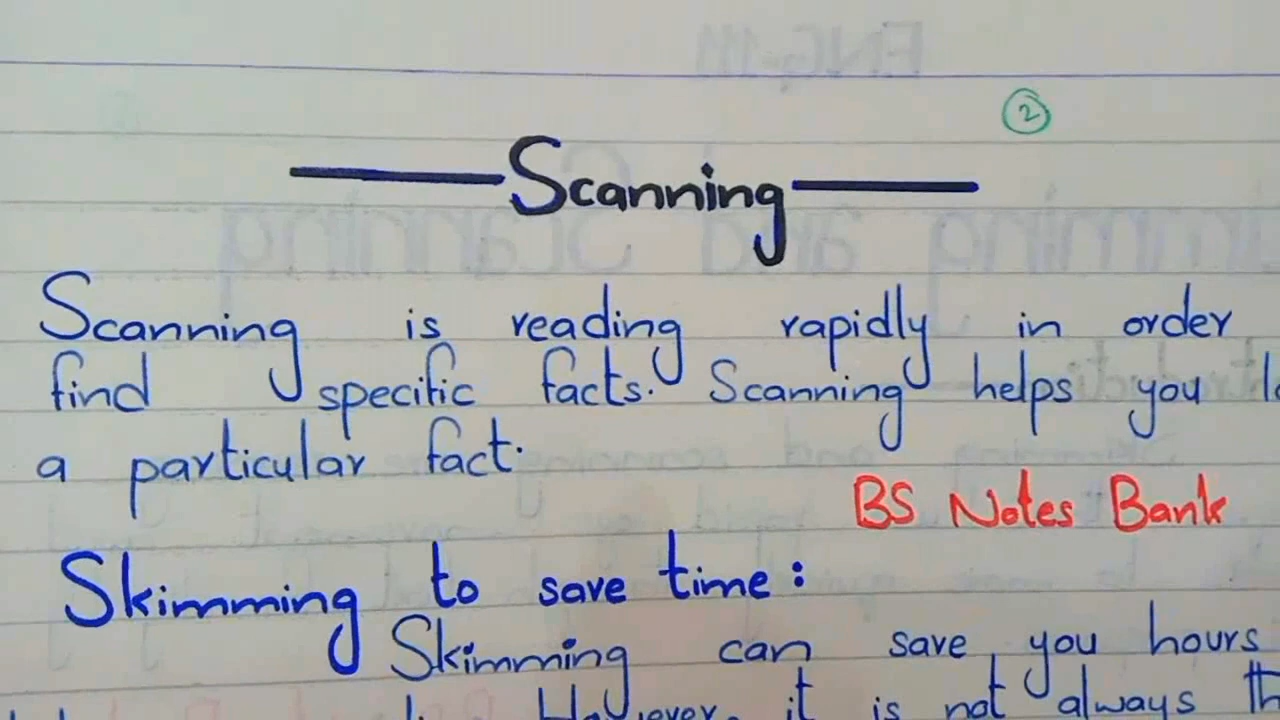 2
Scanning
Scanning is reading rapidly in order
find specific facts. Scanning helps you
a particular fact.
BS Notes Bank
Skimming to save time:
Skimming can save you hours
However, it is not always